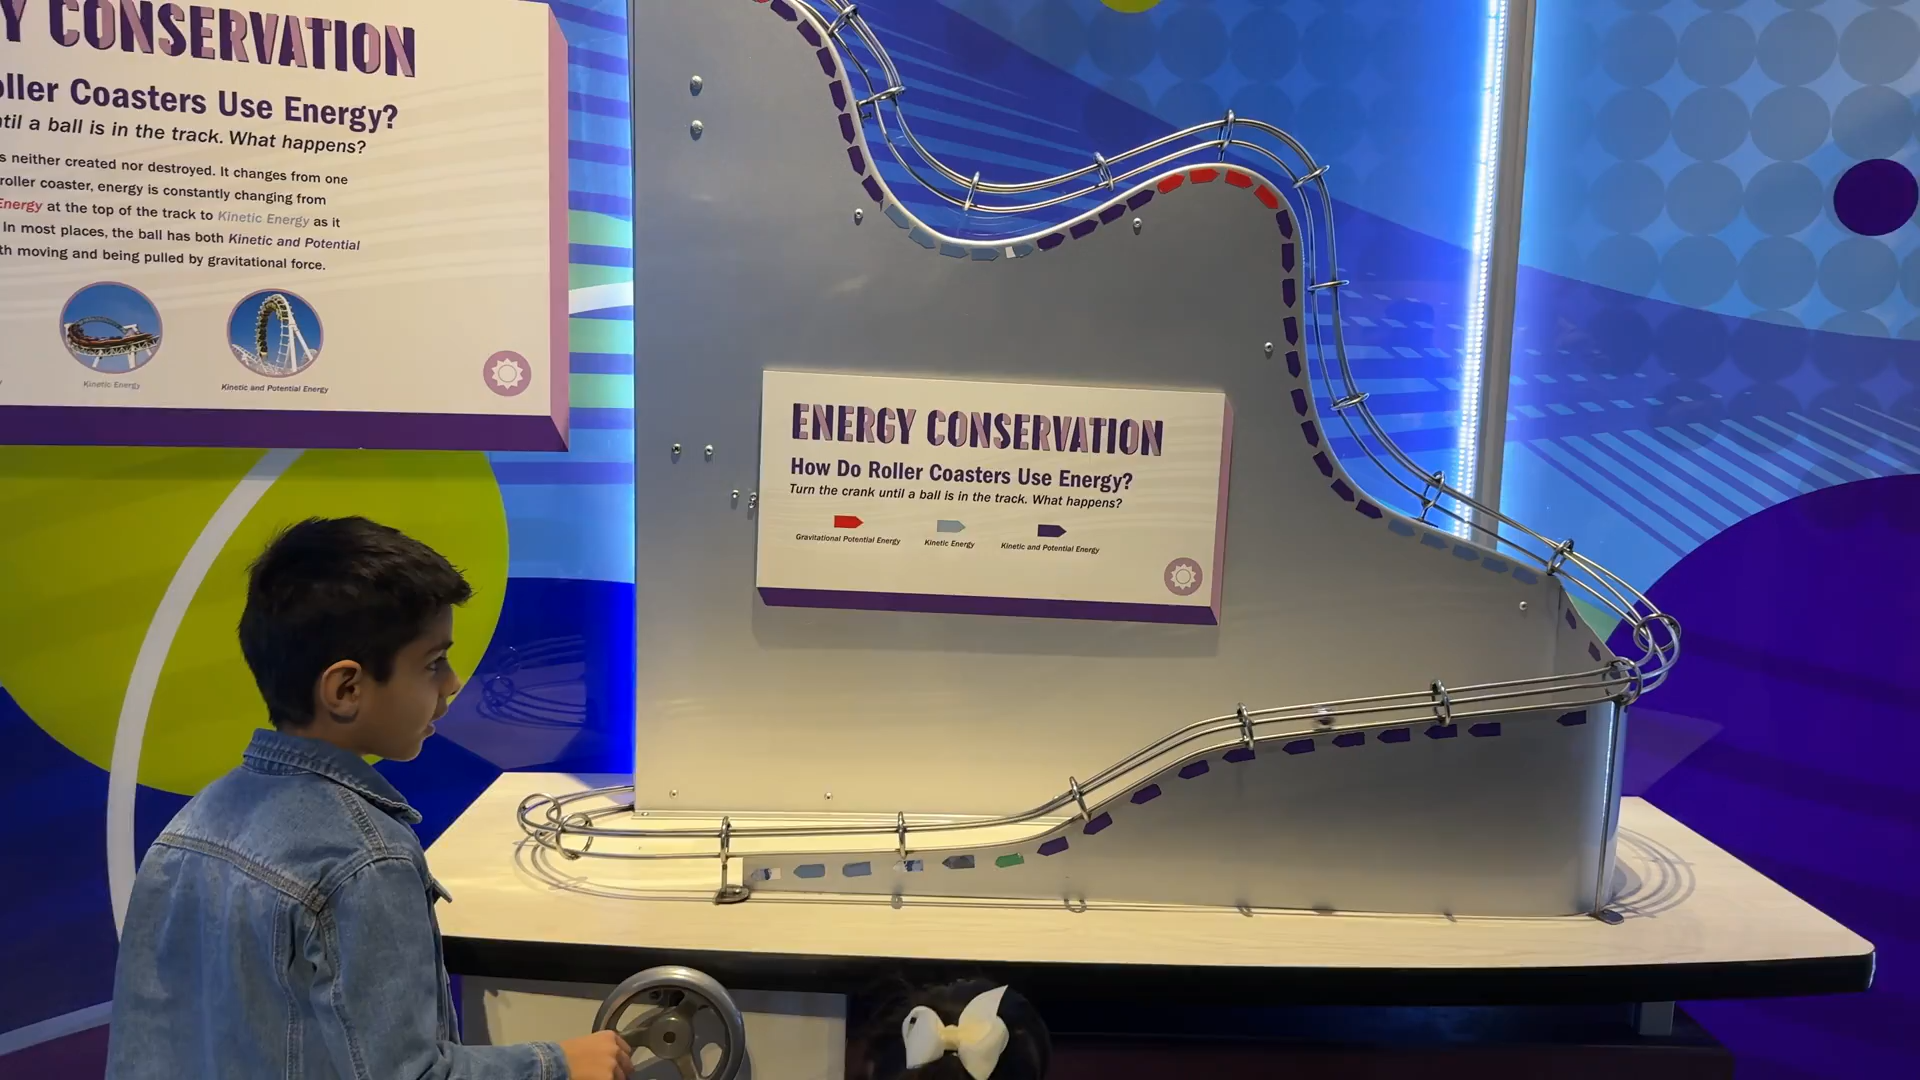 Y CONSERVATION
oller Coasters Use Energy?
til a ball is in the track. What happens?
s neither created nor destroyed. It changes from one
roller coaster, energy is constantly changing from
Energy at the top of the track to Kinetic Energy as it
In most places, the ball has both Kinetic and Potential
th moving and being pulled by gravitational force.
Kinetic Energy
Kinetic and Potential Energy
ENERGY CONSERVATION
How Do Roller Coasters Use Energy?
Turn the crank until a ball is in the track. What happens?
Gravitational Potential Energy
Kinetic Energy
Kinetic and Potential Energy